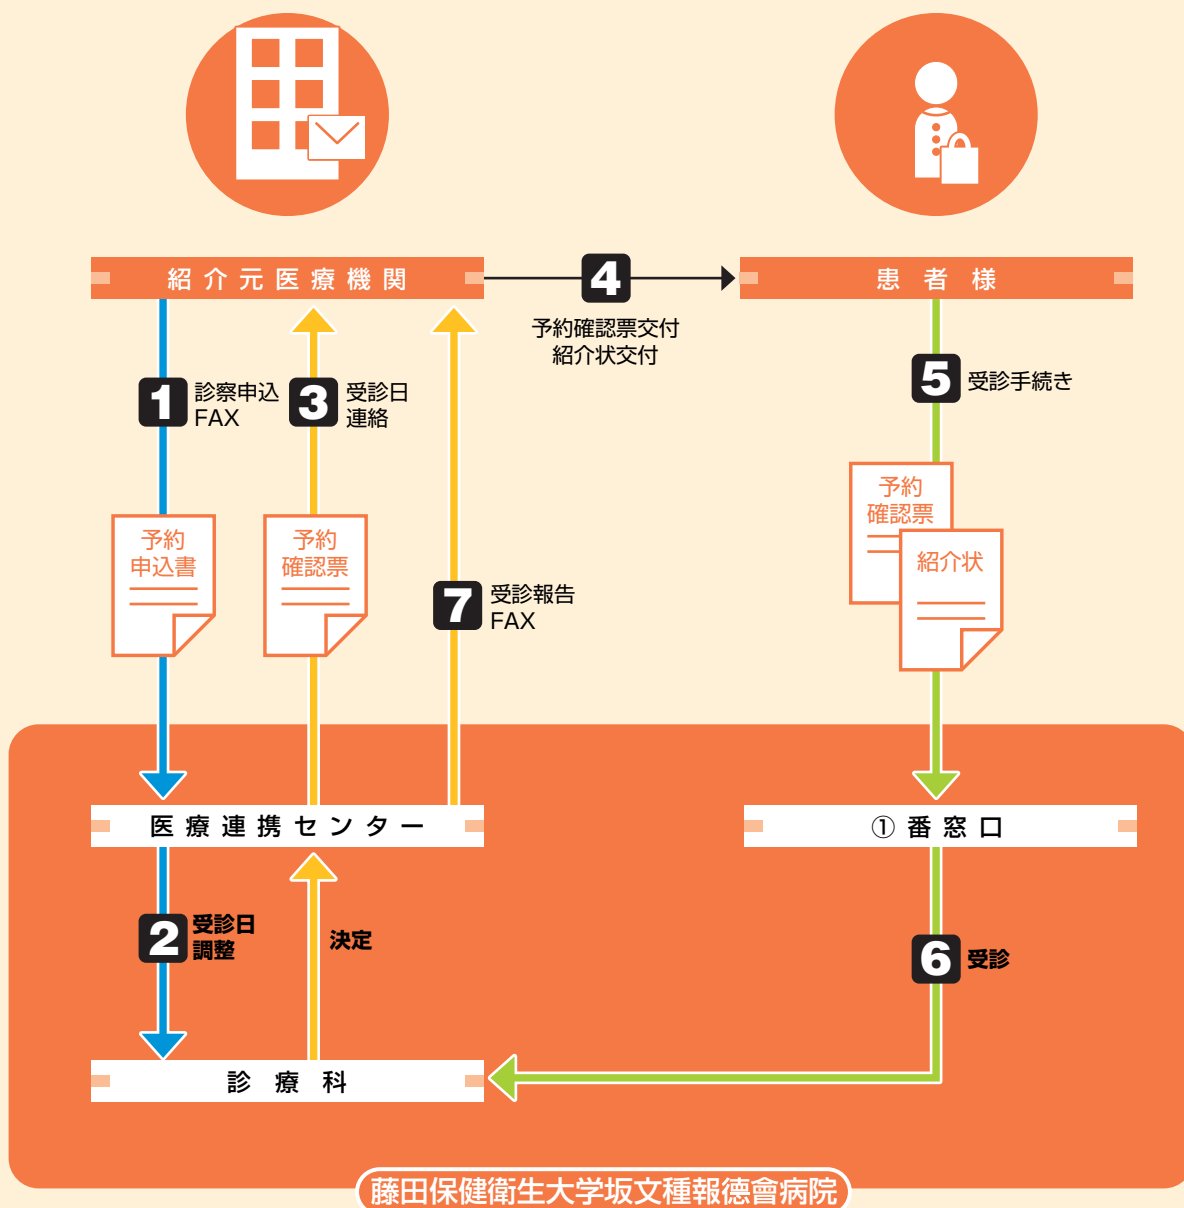 紹介元医療機関
患者様
4
予約確認票交付
紹介状交付
1
診察申込
FAX
3
受診日
連絡
5
受診手続き
予約
申込書
予約
確認票
7
受診報告
FAX
予約
確認票
紹介状
医療連携センター
①番窓口
2
受診日
調整
決定
6
受診
診療科
藤田保健衛生大学坂文種報德會病院